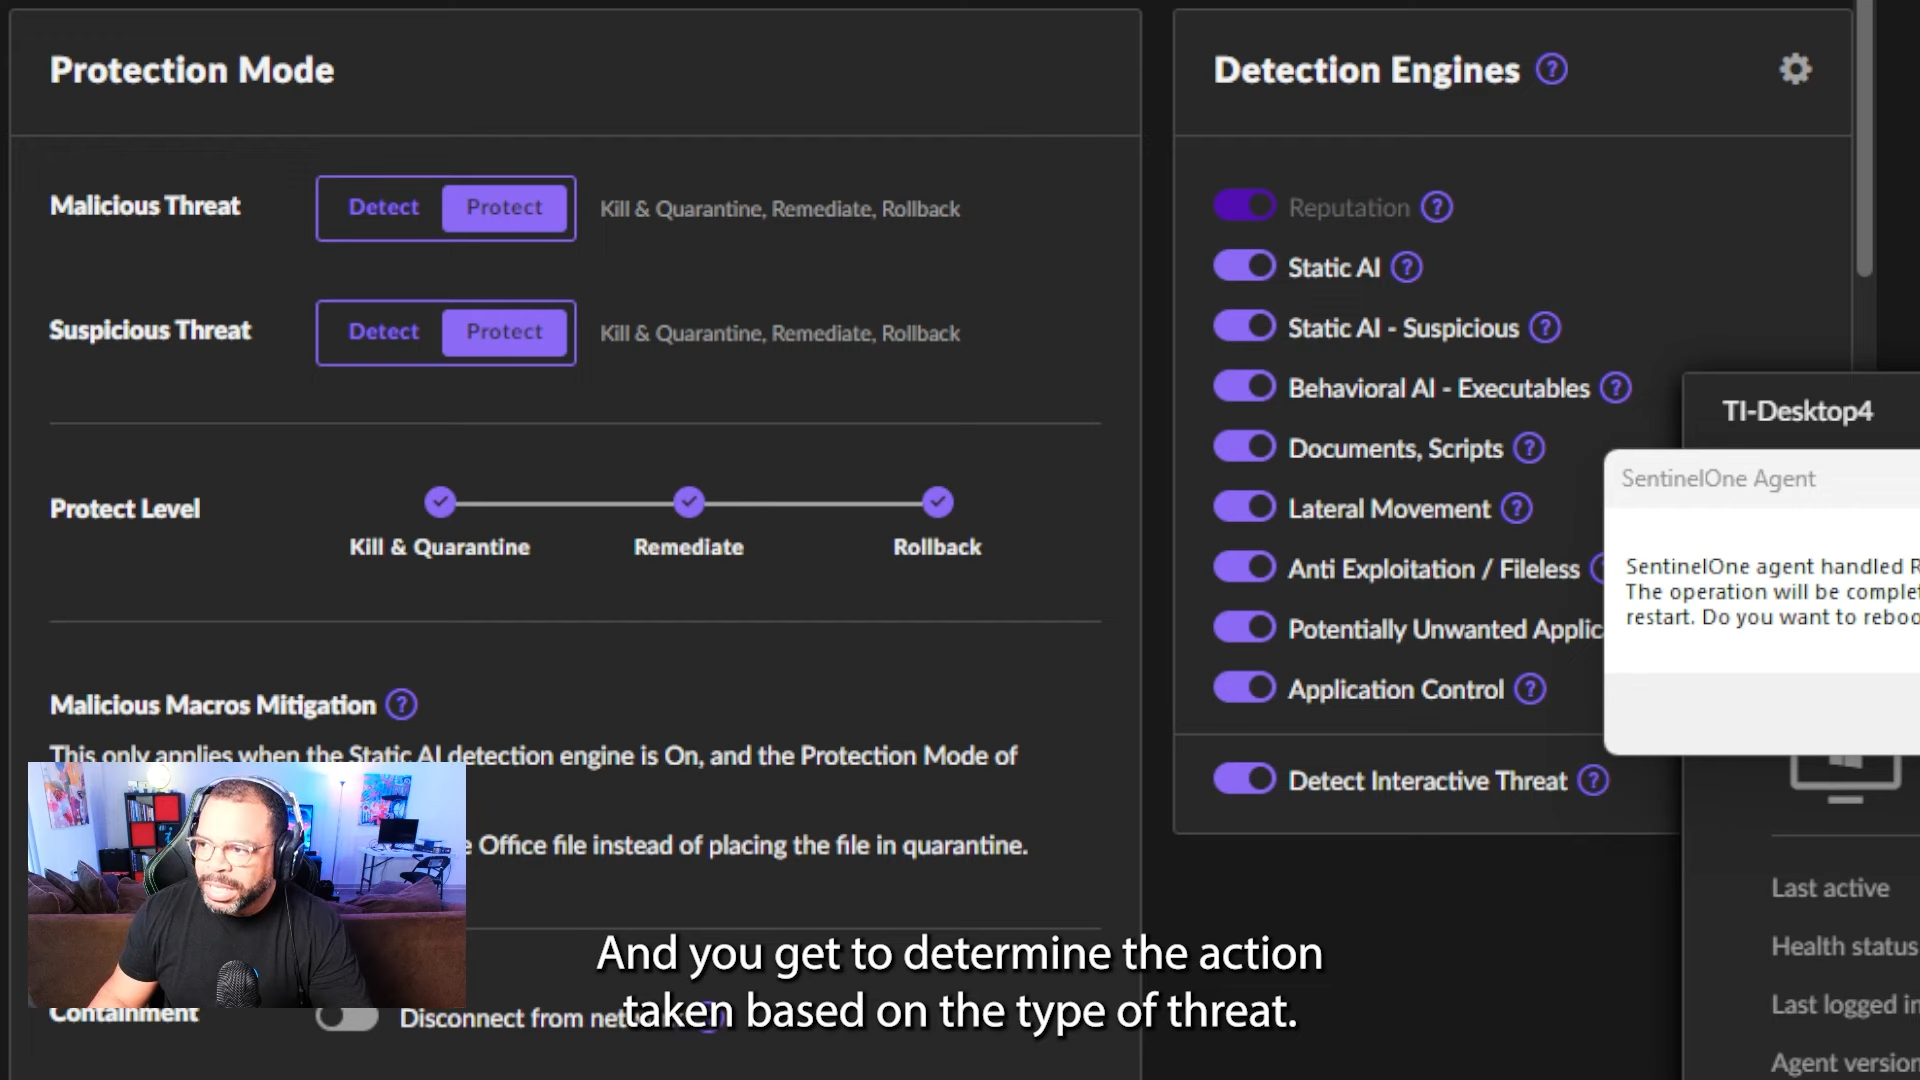 Protection Mode
Malicious Threat
Detect
Protect
Kill & Quarantine, Remediate, Rollback
Suspicious Threat
Detect
Protect
Kill & Quarantine, Remediate, Rollback
Protect Level
Kill & Quarantine
Remediate
Rollback
Malicious Macros Mitigation ?
This only applies when the Static AI detection engine is On, and the Protection Mode of
Office file instead of placing the file in quarantine.
Containment
Disconnect from
Detection Engines ?
Reputation ?
Static AI ?
Static AI - Suspicious ?
Behavioral AI - Executables ?
Documents, Scripts ?
Lateral Movement ?
Anti Exploitation / Fileless
Potentially Unwanted
Application Control ?
Detect Interactive Threat ?
TI-Desktop4
SentinelOne Agent
SentinelOne agent handled
The operation will be
restart. Do you want to
Last active
Health status
Last logged
Agent version
And you get to determine the action
taken based on the type of threat.